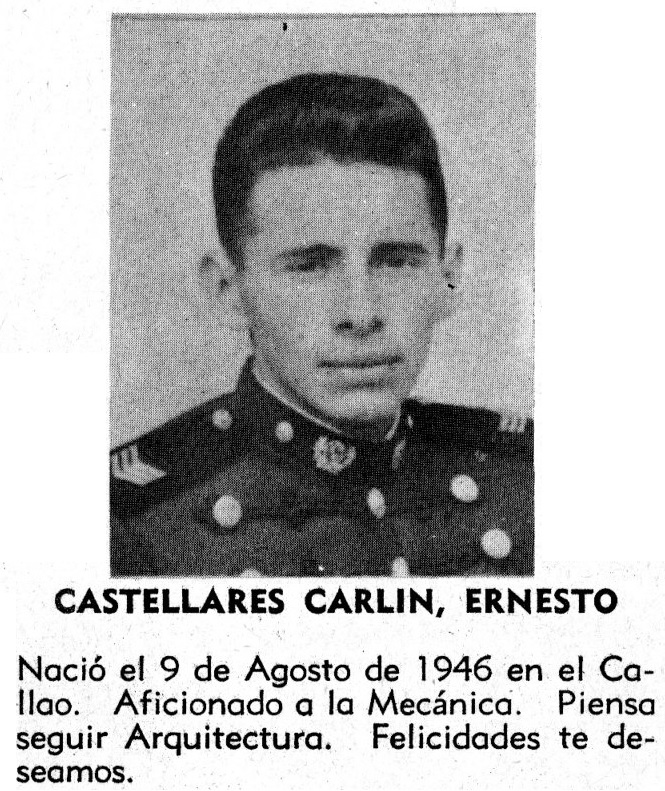 CASTELLARES CARLIN, ERNESTO
Nació el 9 de Agosto de 1946 en el Ca-
llao. Aficionado a la Mecánica. Piensa
seguir Arquitectura. Felicidades te de-
seamos.